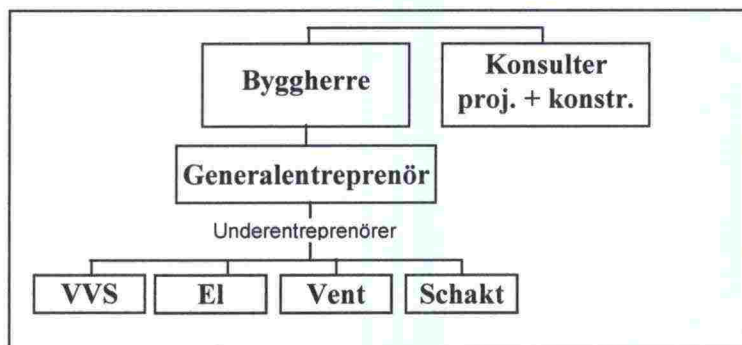 Byggherre
Konsulter
proj. + konstr.
Generalentreprenör
Underentreprenörer
VVS
El
Vent
Schakt